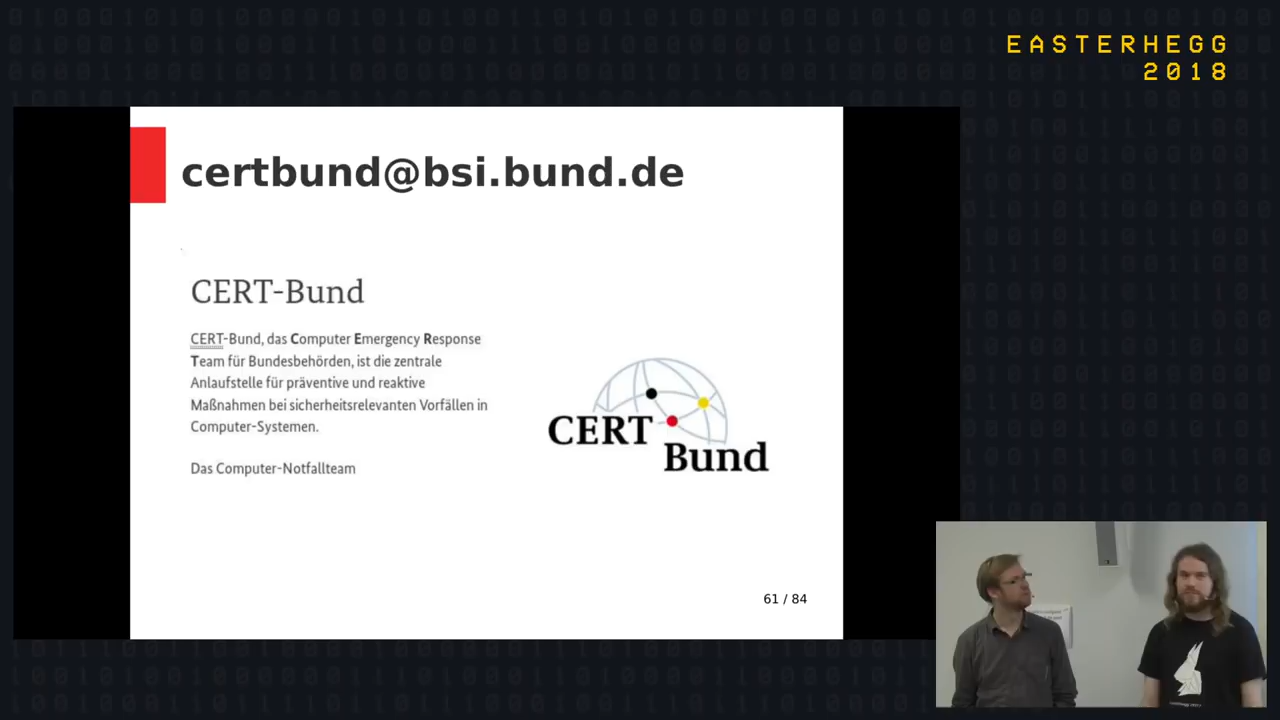 EASTERHEGG
2018
certbund@bsi.bund.de
CERT-Bund
CERT-Bund, das Computer Emergency Response
Team für Bundesbehörden, ist die zentrale
Anlaufstelle für präventive und reaktive
Maßnahmen bei sicherheitsrelevanten Vorfällen in
Computer-Systemen.
Das Computer-Notfallteam
CERT
Bund
61 / 84